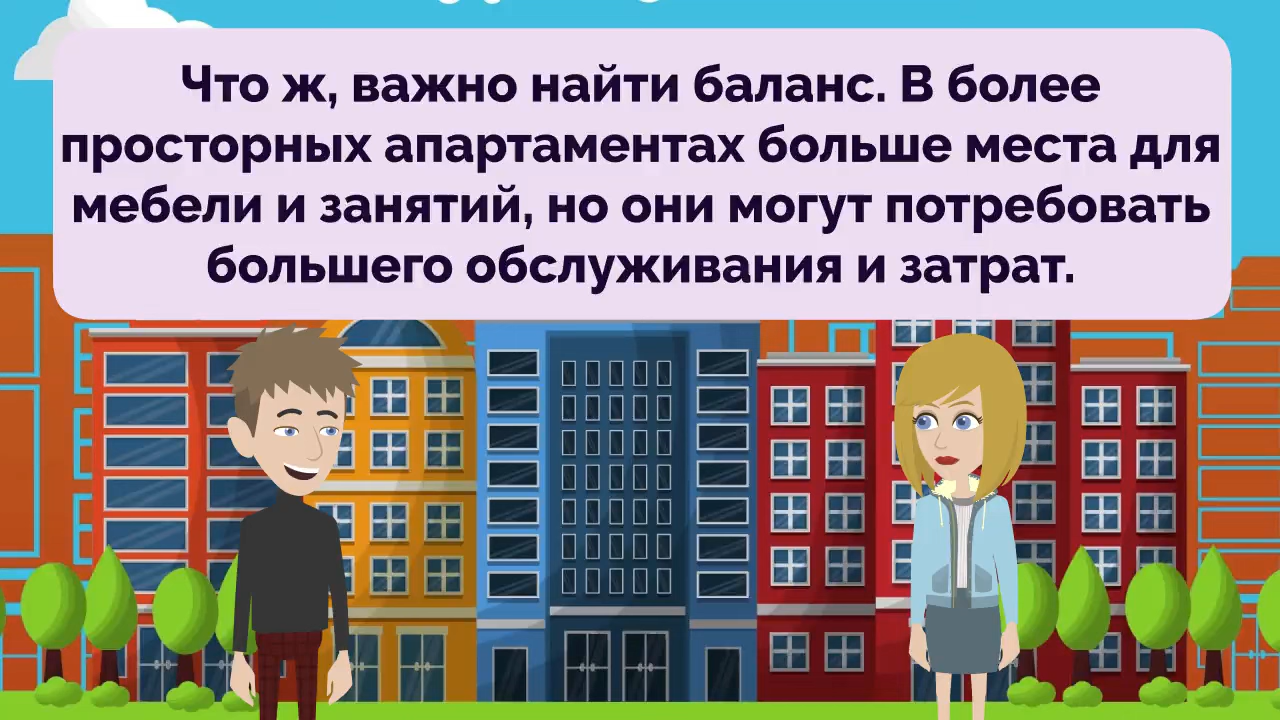 Что ж, важно найти баланс. В более
просторных апартаментах больше места для
мебели и занятий, но они могут потребовать
большего обслуживания и затрат.